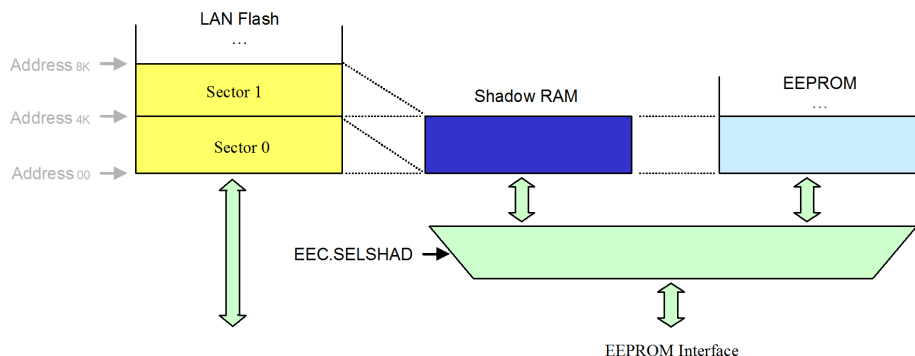 LAN Flash
...
Address 8K
Sector 1
Shadow RAM
EEPROM
...
Address 4K
Sector 0
Address 00
EEC.SELSHAD
EEPROM Interface